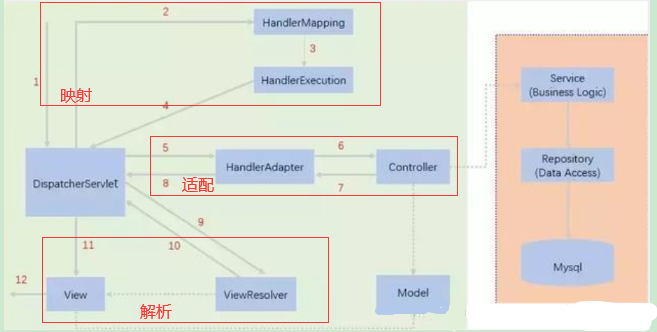 2
HandlerMapping
3
HandlerExecution
1
映射
4
5
6
HandlerAdapter
Controller
DispatcherServlet
8
适配
7
9
10
11
12
View
ViewResolver
解析
Model
Service
(Business Logic)
Repository
(Data Access)
Mysql